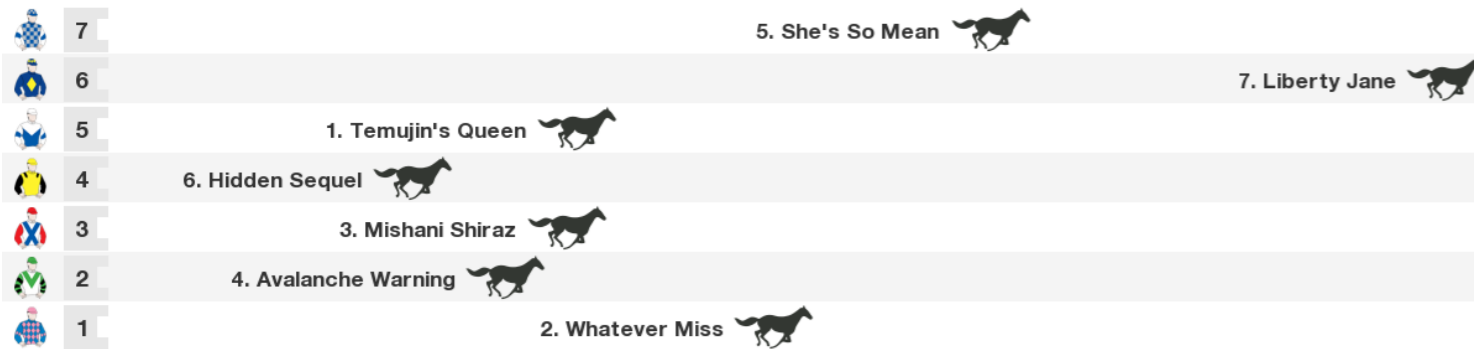 7 5. She's So Mean
6 7. Liberty Jane
5 1. Temujin's Queen
4 6. Hidden Sequel
3 3. Mishani Shiraz
2 4. Avalanche Warning
1 2. Whatever Miss